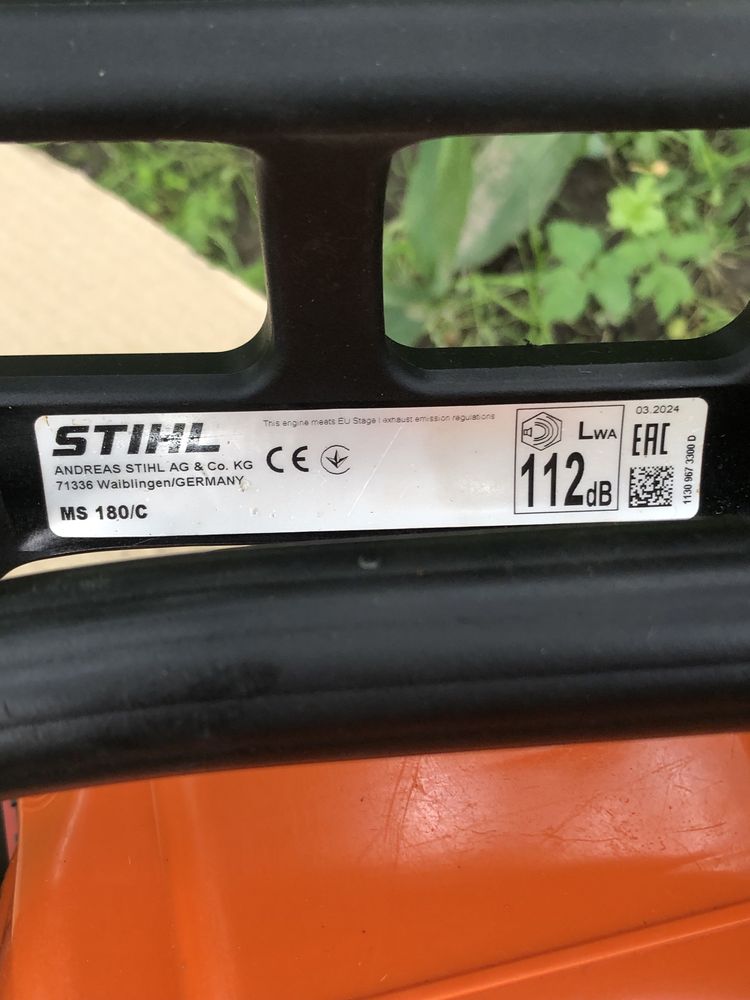 STIHL
This engine meets EU Stage I exhaust emission regulations
ANDREAS STIHL AG & Co. KG
71336 Waiblingen/GERMANY
MS 180/C
CE
LWA
112dB
03.2024
EAC
1130 967 3300 D